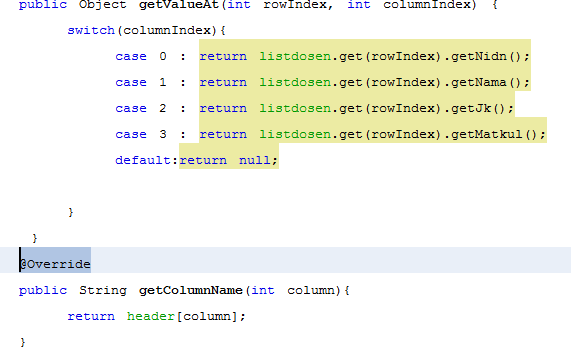 public Object getValueAt(int rowIndex, int columnIndex) {
switch(columnIndex){
case 0 : return listdosen.get(rowIndex).getNidn();
case 1 : return listdosen.get(rowIndex).getNama();
case 2 : return listdosen.get(rowIndex).getJk();
case 3 : return listdosen.get(rowIndex).getMatkul();
default:return null;
}
}
@Override
public String getColumnName(int column){
return header[column];
}